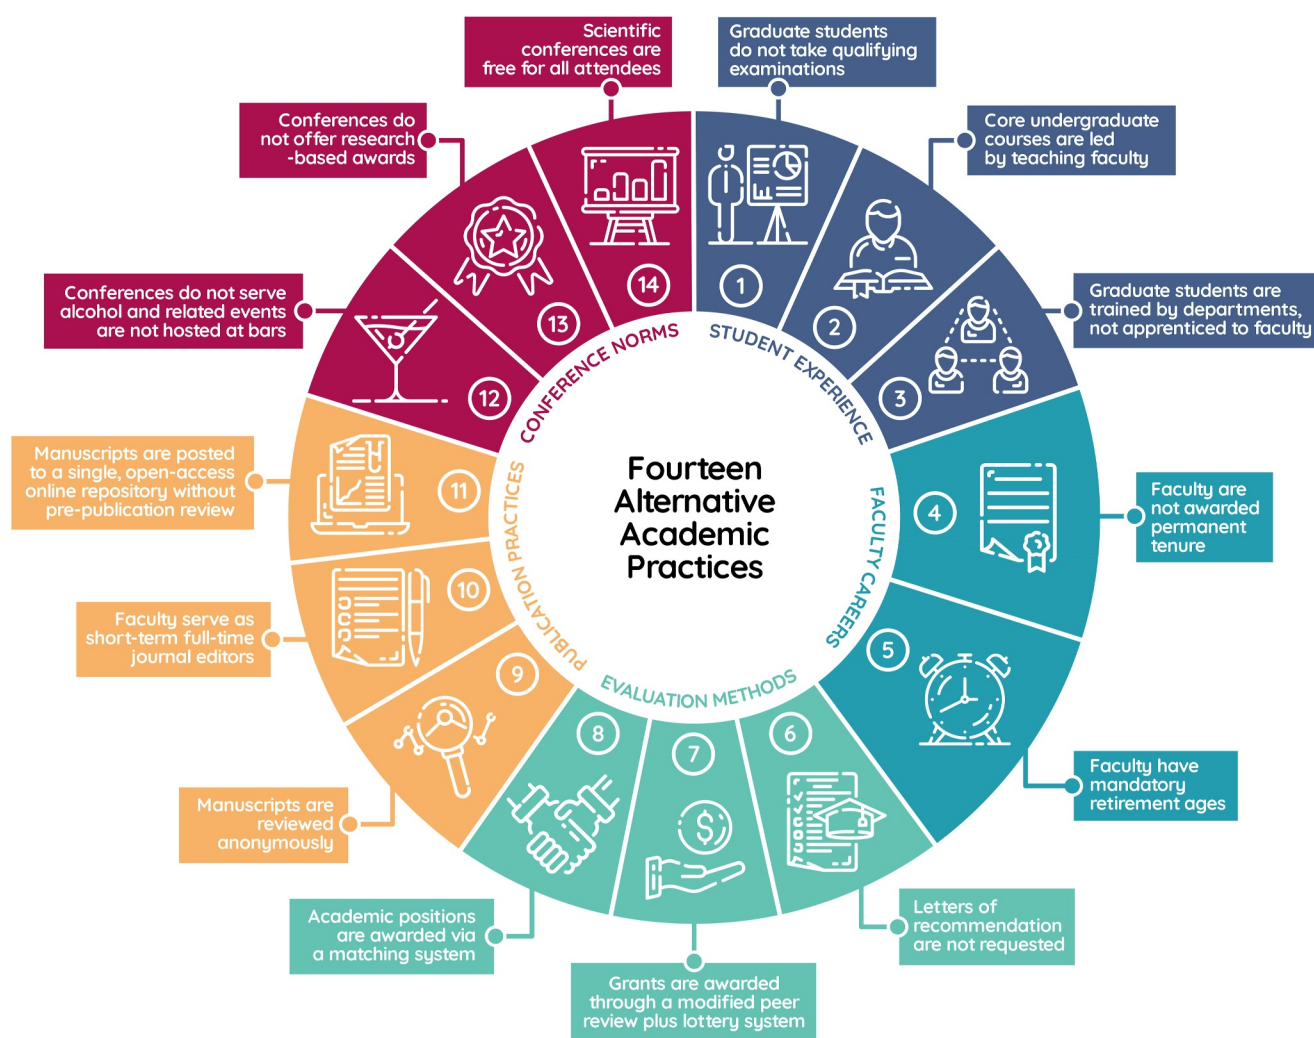 Fourteen
Alternative
Academic
Practices
STUDENT EXPERIENCE
1
Graduate students
do not take qualifying
examinations
2
Core undergraduate
courses are led
by teaching faculty
3
Graduate students are
trained by departments,
not apprenticed to faculty
FACULTY CAREERS
4
Faculty are
not awarded
permanent
tenure
5
Faculty have
mandatory
retirement ages
EVALUATION METHODS
6
Letters of
recommendation
are not requested
7
$
Grants are awarded
through a modified peer
review plus lottery system
8
Academic positions
are awarded via
a matching system
PUBLICATION PRACTICES
9
Manuscripts are
reviewed
anonymously
10
Faculty serve as
short-term full-time
journal editors
11
Manuscripts are posted
to a single, open-access
online repository without
pre-publication review
CONFERENCE NORMS
12
Conferences do not serve
alcohol and related events
are not hosted at bars
13
Conferences do
not offer research
-based awards
14
Scientific
conferences are
free for all attendees